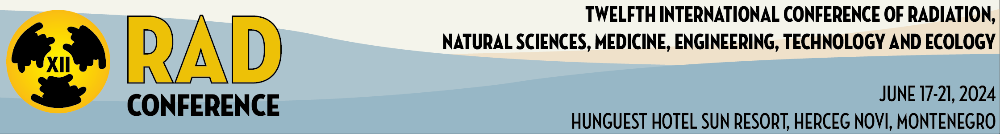 XII
RAD
CONFERENCE
TWELFTH INTERNATIONAL CONFERENCE OF RADIATION,
NATURAL SCIENCES, MEDICINE, ENGINEERING, TECHNOLOGY AND ECOLOGY
JUNE 17-21, 2024
HUNGUEST HOTEL SUN RESORT, HERCEG NOVI, MONTENEGRO